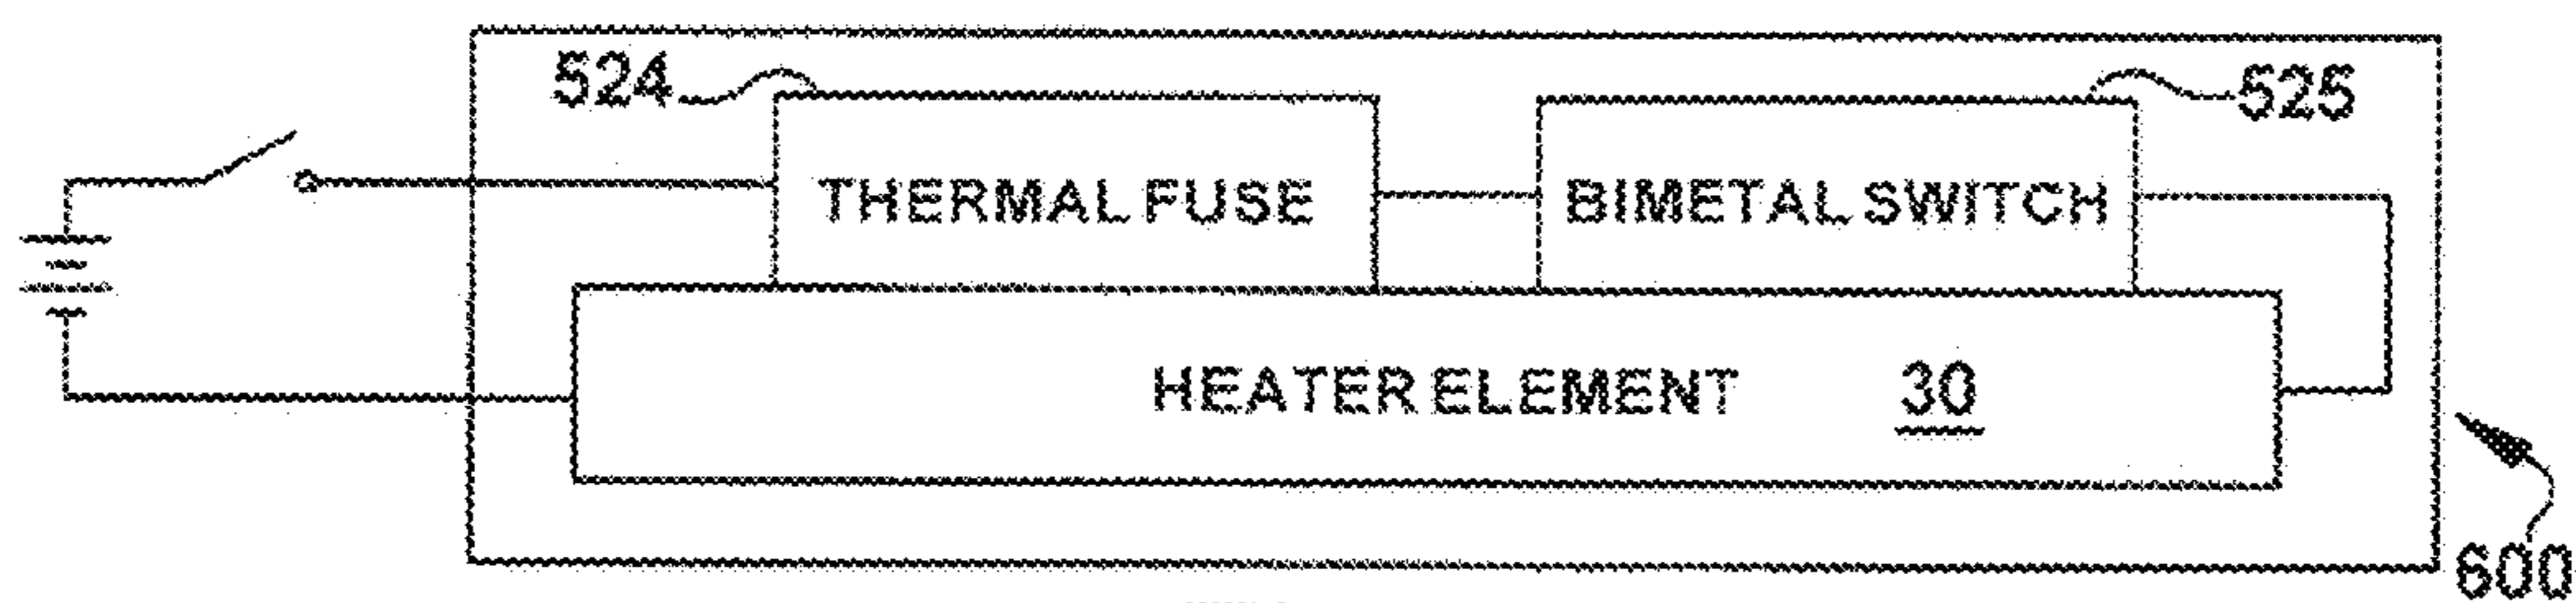 524
525
THERMAL FUSE
BIMETAL SWITCH
HEATER ELEMENT 30
600